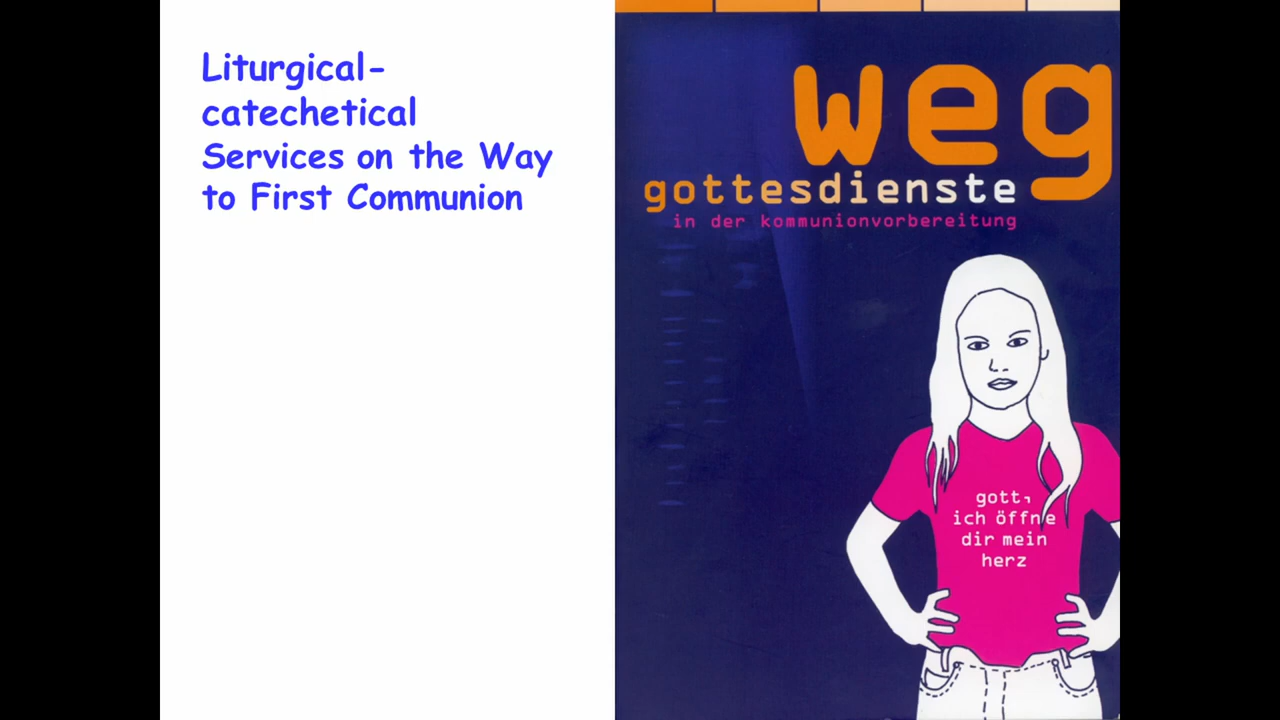 Liturgical-
catechetical
Services on the Way
to First Communion
weg
gottesdienste
in der kommunionvorbereitung
gott,
ich öffne
dir mein
herz